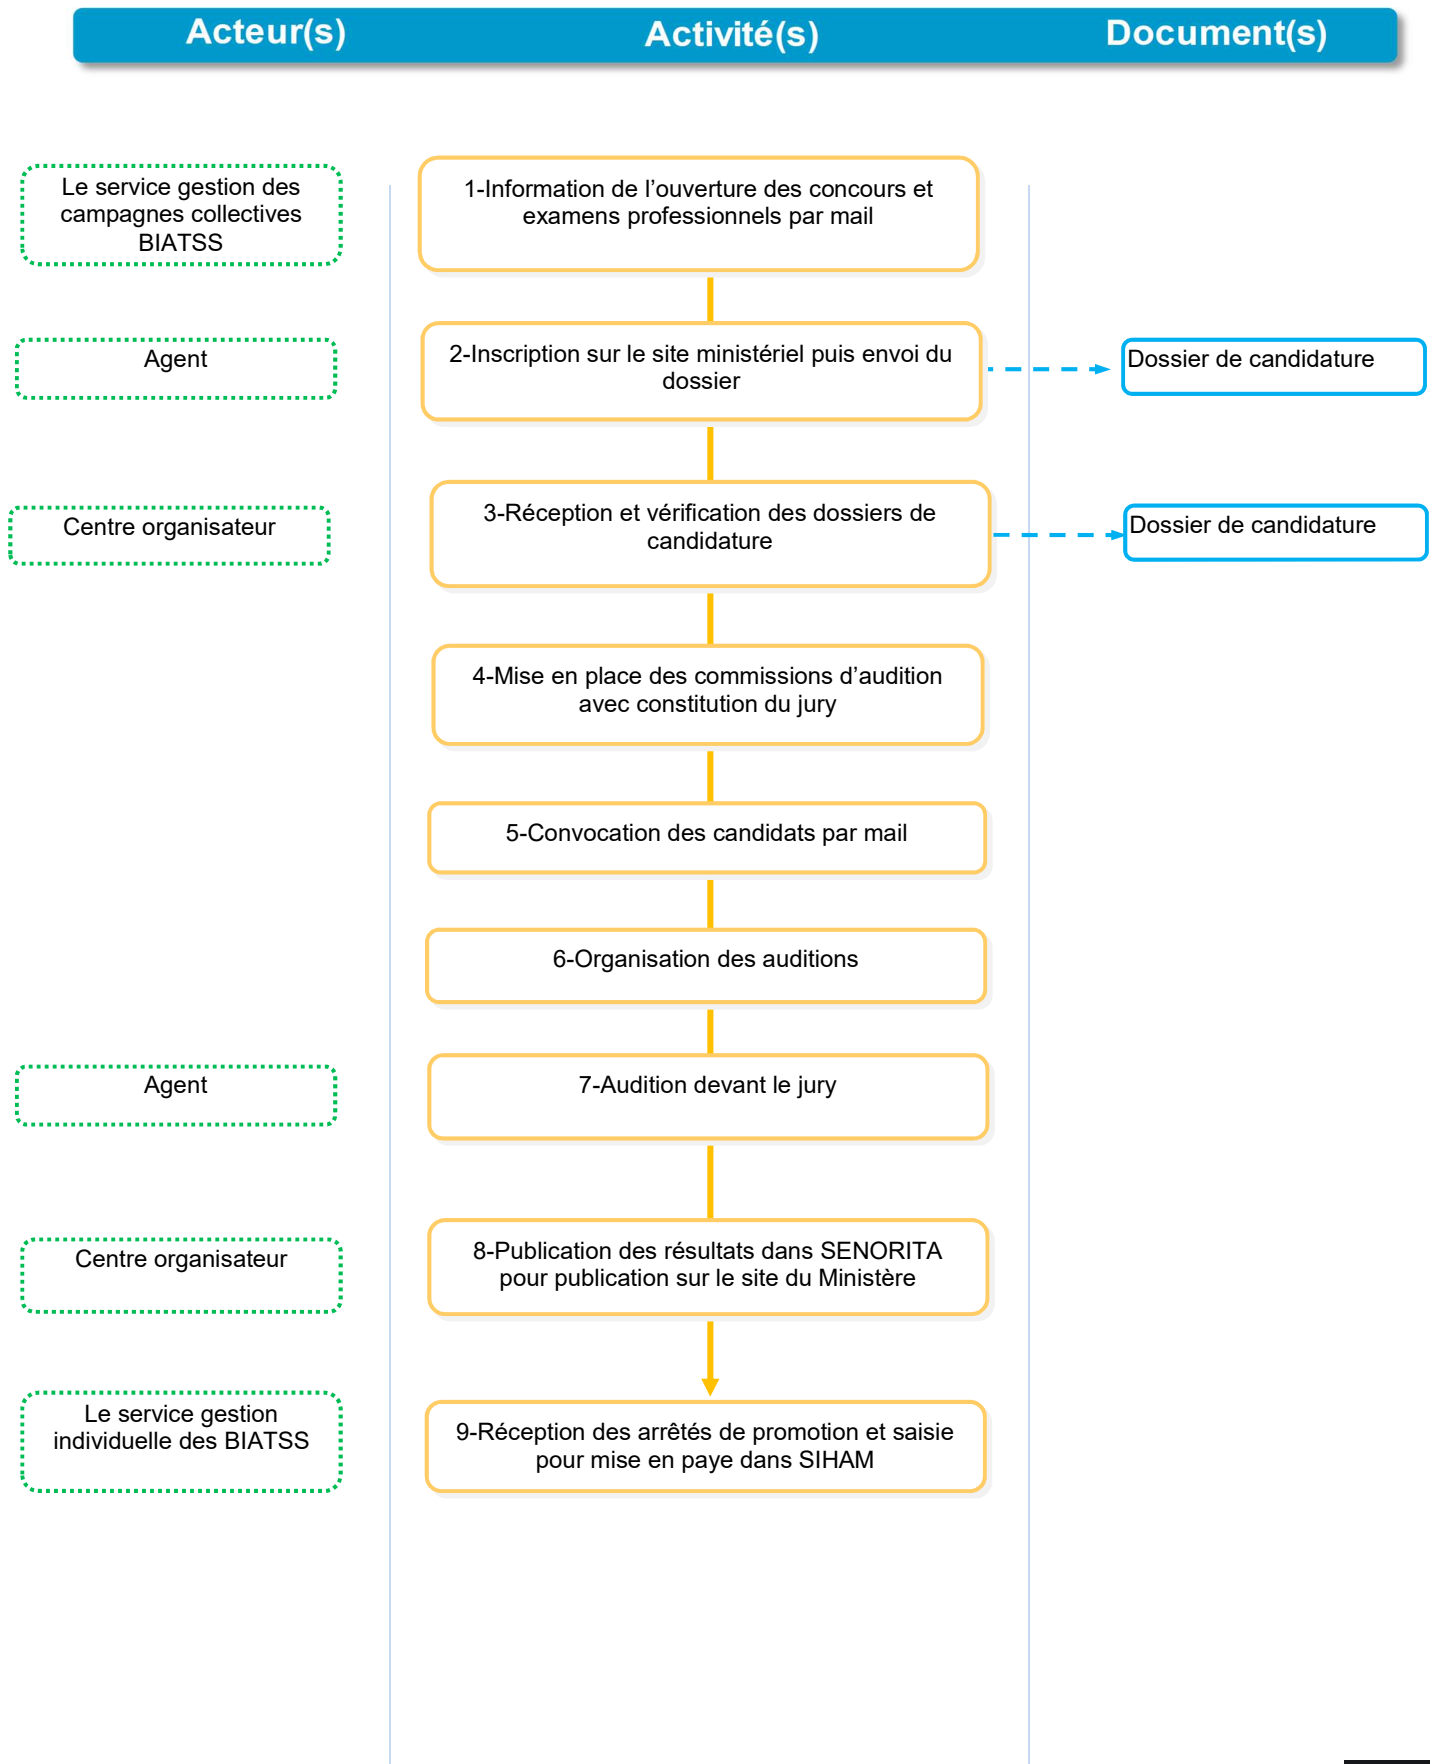 Acteur(s) Activité(s) Document(s)
Le service gestion des
campagnes collectives
BIATSS
1-Information de l’ouverture des concours et
examens professionnels par mail
Agent
2-Inscription sur le site ministériel puis envoi du
dossier
Dossier de candidature
Centre organisateur
3-Réception et vérification des dossiers de
candidature
Dossier de candidature
4-Mise en place des commissions d’audition
avec constitution du jury
5-Convocation des candidats par mail
6-Organisation des auditions
Agent
7-Audition devant le jury
Centre organisateur
8-Publication des résultats dans SENORITA
pour publication sur le site du Ministère
Le service gestion
individuelle des BIATSS
9-Réception des arrêtés de promotion et saisie
pour mise en paye dans SIHAM